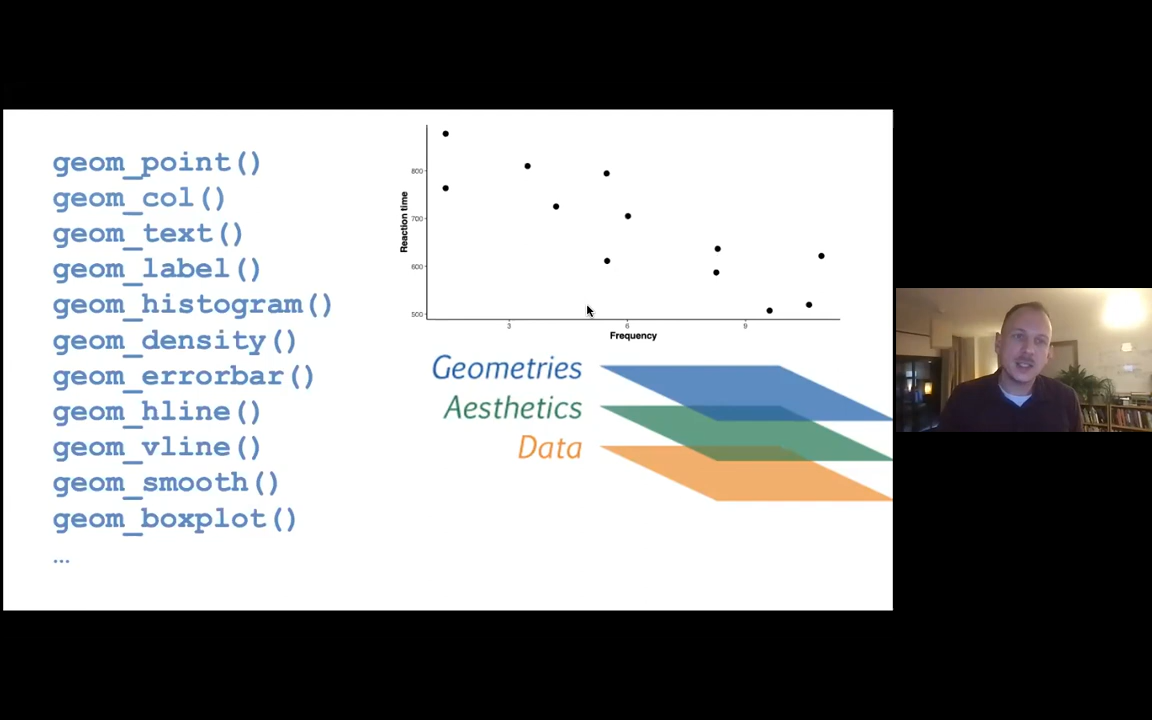 geom_point()
geom_col()
geom_text()
geom_label()
geom_histogram()
geom_density()
geom_errorbar()
geom_hline()
geom_vline()
geom_smooth()
geom_boxplot()
...
Reaction time
800
700
600
500
3
6
9
Frequency
Geometries
Aesthetics
Data